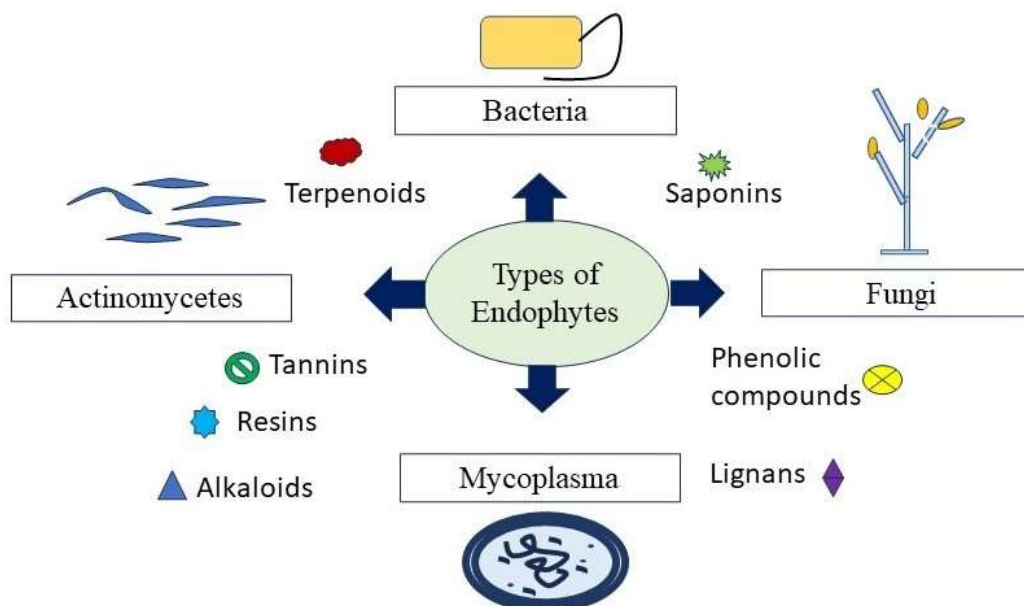 Bacteria
Terpenoids
Saponins
Actinomycetes
Types of
Endophytes
Fungi
Tannins
Phenolic
compounds
Resins
Alkaloids
Mycoplasma
Lignans